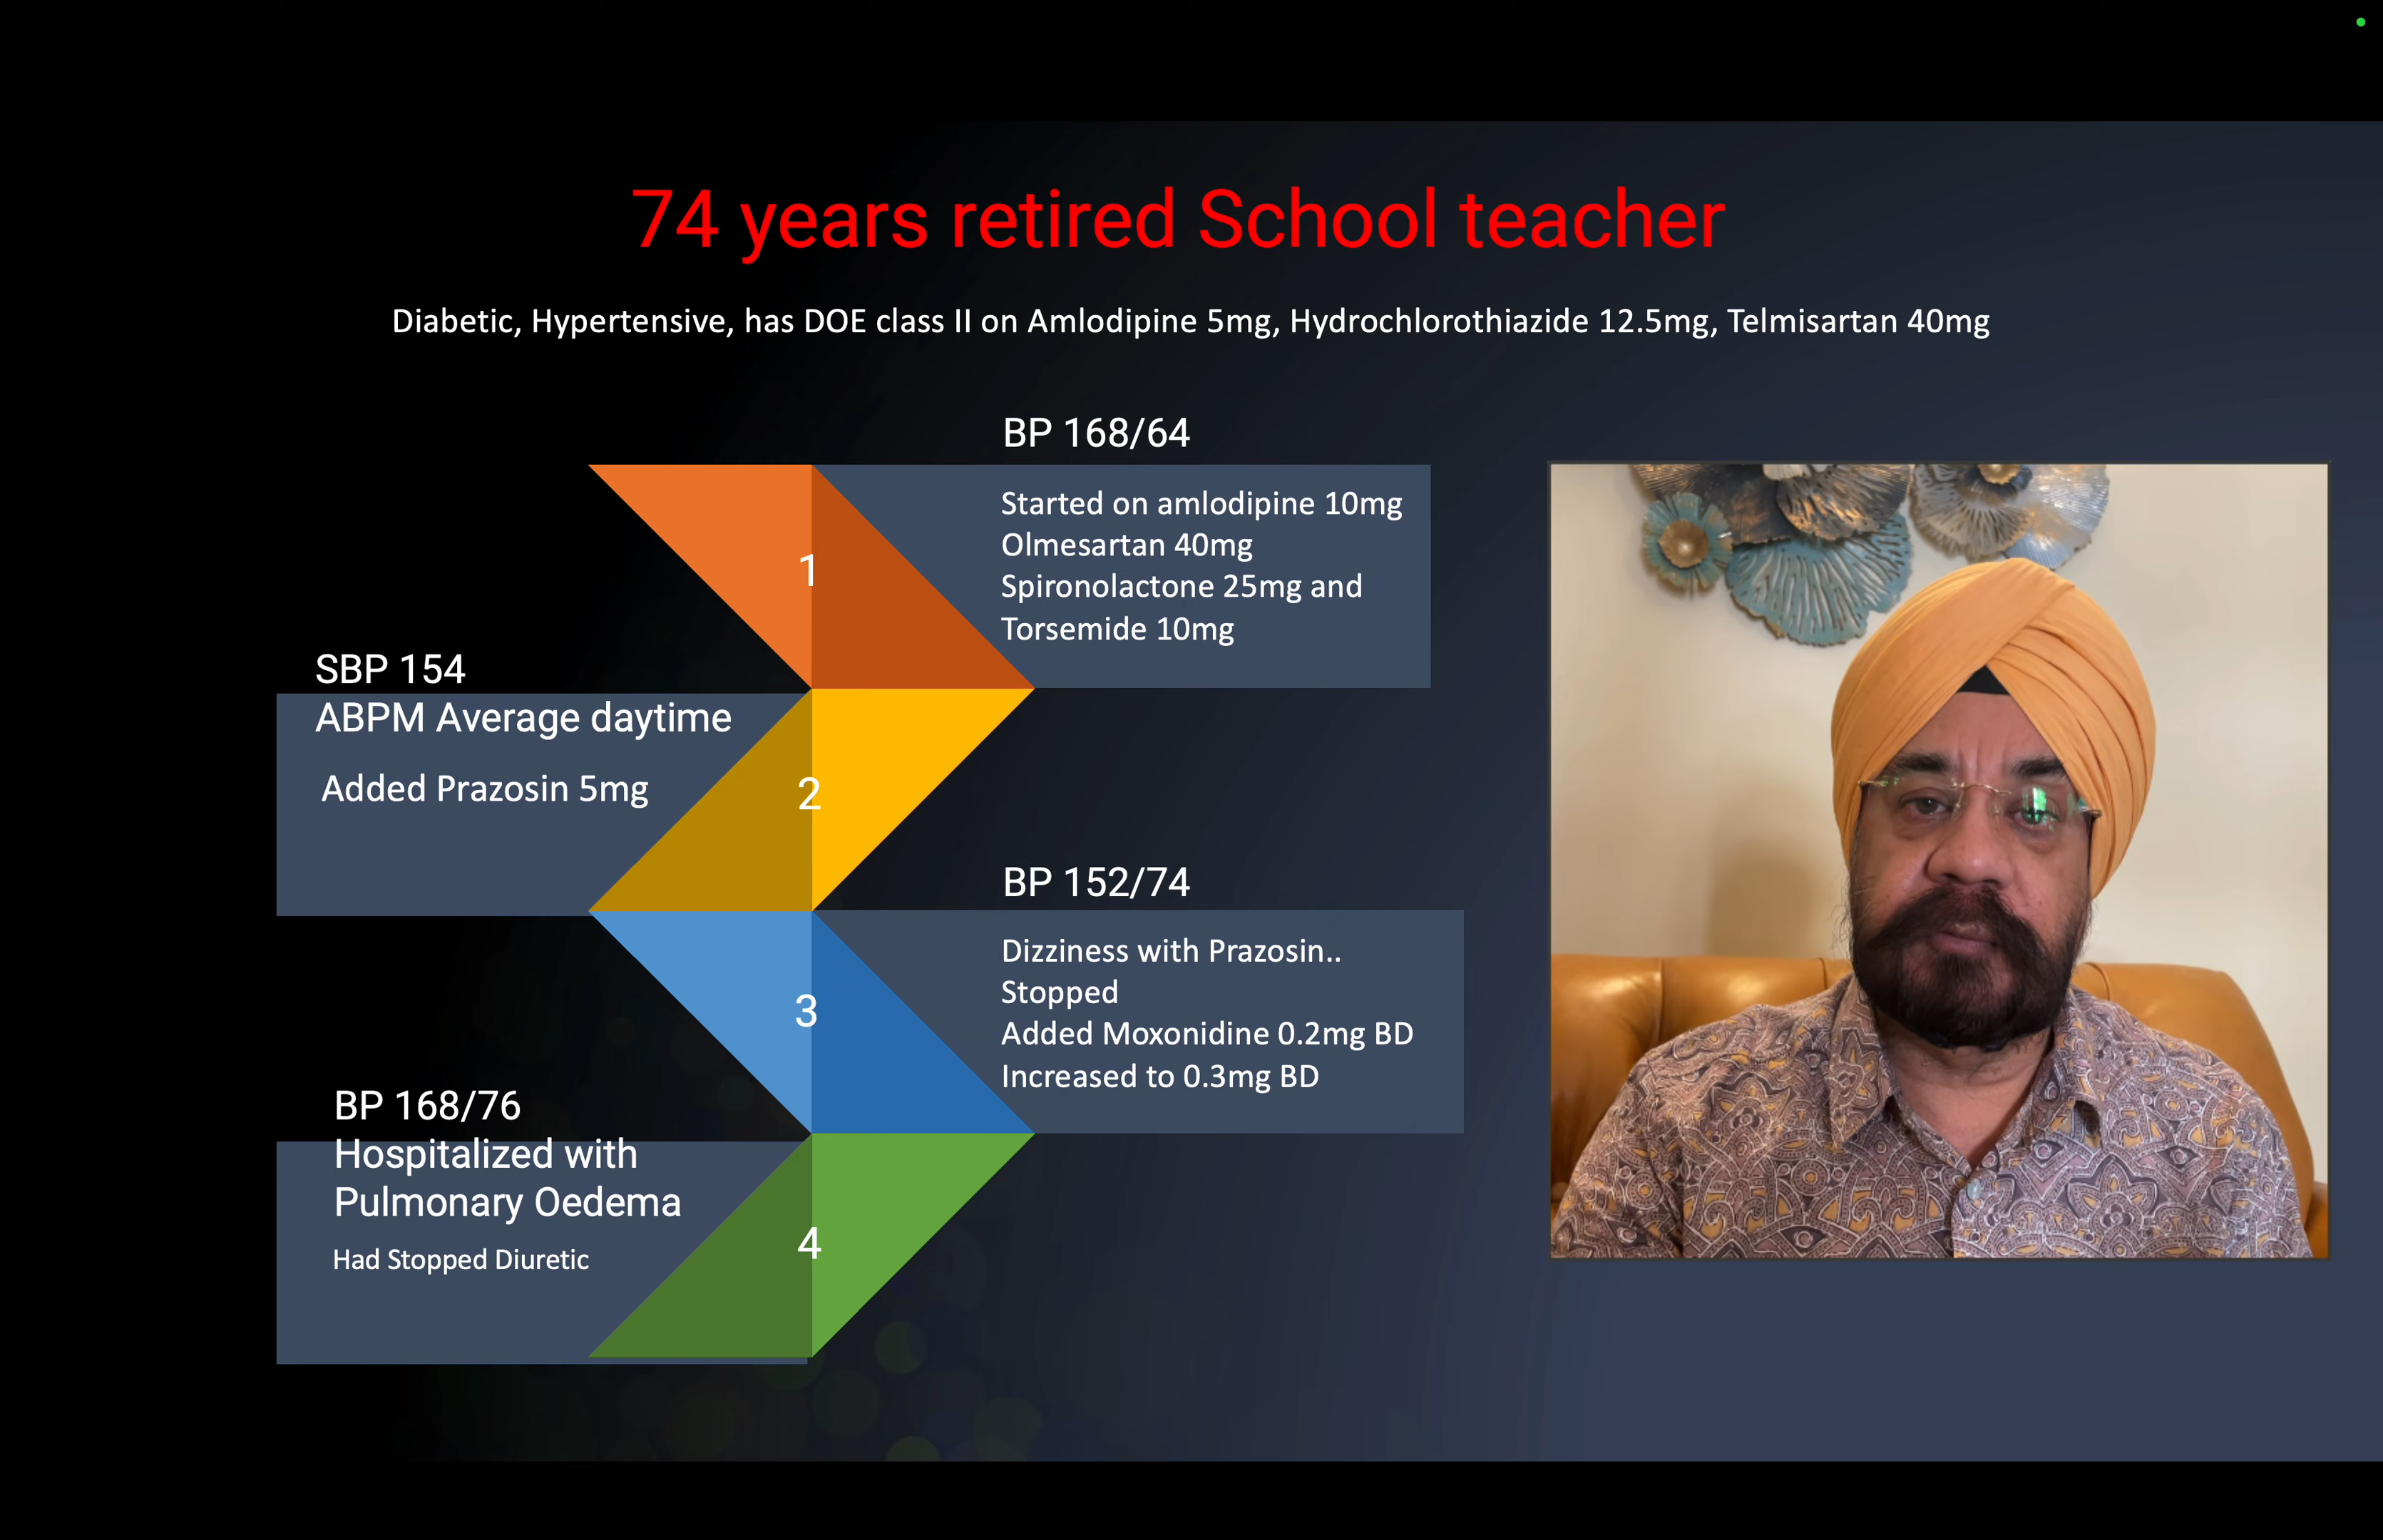 74 years retired School teacher
Diabetic, Hypertensive, has DOE class II on Amlodipine 5mg, Hydrochlorothiazide 12.5mg, Telmisartan 40mg
BP 168/64
Started on amlodipine 10mg
Olmesartan 40mg
Spironolactone 25mg and
Torsemide 10mg
1
SBP 154
ABPM Average daytime
Added Prazosin 5mg
2
BP 152/74
Dizziness with Prazosin..
Stopped
Added Moxonidine 0.2mg BD
Increased to 0.3mg BD
3
BP 168/76
Hospitalized with
Pulmonary Oedema
Had Stopped Diuretic
4